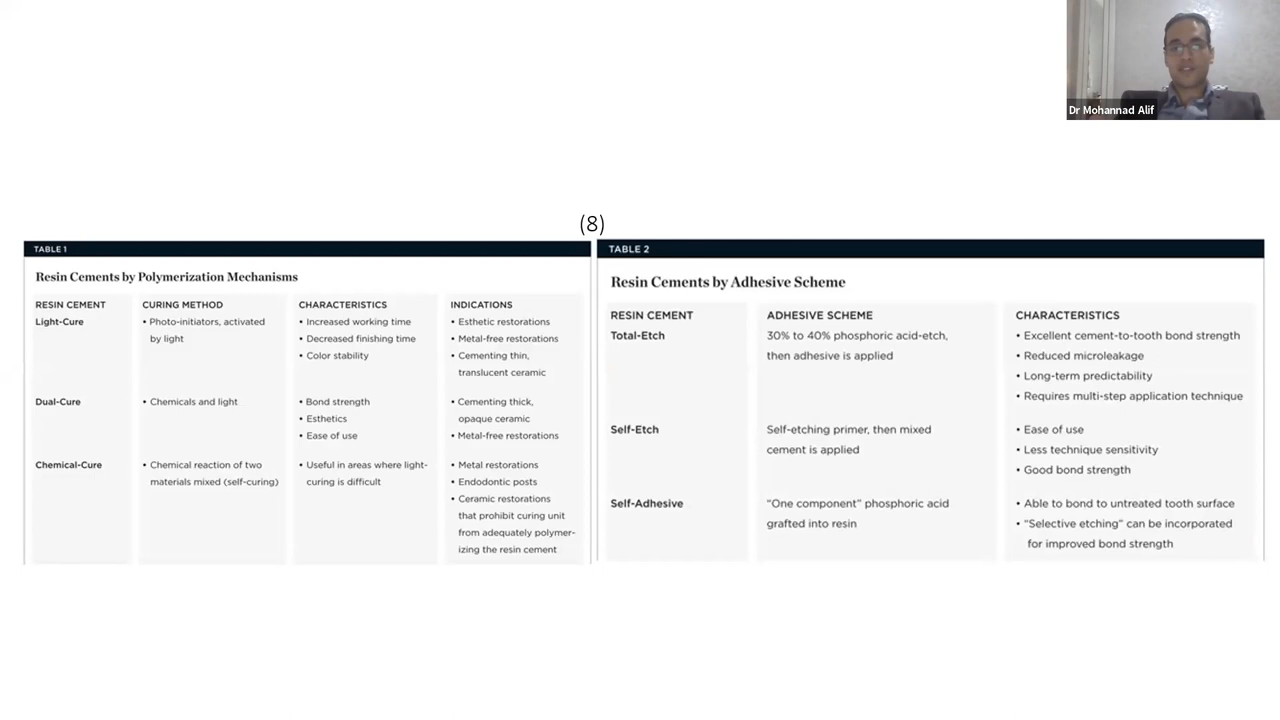 Dr Mohannad Alif
(8)
TABLE 1
Resin Cements by Polymerization Mechanisms
RESIN CEMENT CURING METHOD CHARACTERISTICS INDICATIONS
Light-Cure • Photo-initiators, activated • Increased working time • Esthetic restorations
by light • Decreased finishing time • Metal-free restorations
• Color stability • Cementing thin,
translucent ceramic
Dual-Cure • Chemicals and light • Bond strength • Cementing thick,
• Esthetics opaque ceramic
• Ease of use • Metal-free restorations
Chemical-Cure • Chemical reaction of two • Useful in areas where light- • Metal restorations
materials mixed (self-curing) curing is difficult • Endodontic posts
• Ceramic restorations
that prohibit curing unit
from adequately polymer-
izing the resin cement
TABLE 2
Resin Cements by Adhesive Scheme
RESIN CEMENT ADHESIVE SCHEME CHARACTERISTICS
Total-Etch 30% to 40% phosphoric acid-etch, • Excellent cement-to-tooth bond strength
then adhesive is applied • Reduced microleakage
• Long-term predictability
• Requires multi-step application technique
Self-Etch Self-etching primer, then mixed • Ease of use
cement is applied • Less technique sensitivity
• Good bond strength
Self-Adhesive "One component" phosphoric acid • Able to bond to untreated tooth surface
grafted into resin • "Selective etching" can be incorporated
for improved bond strength